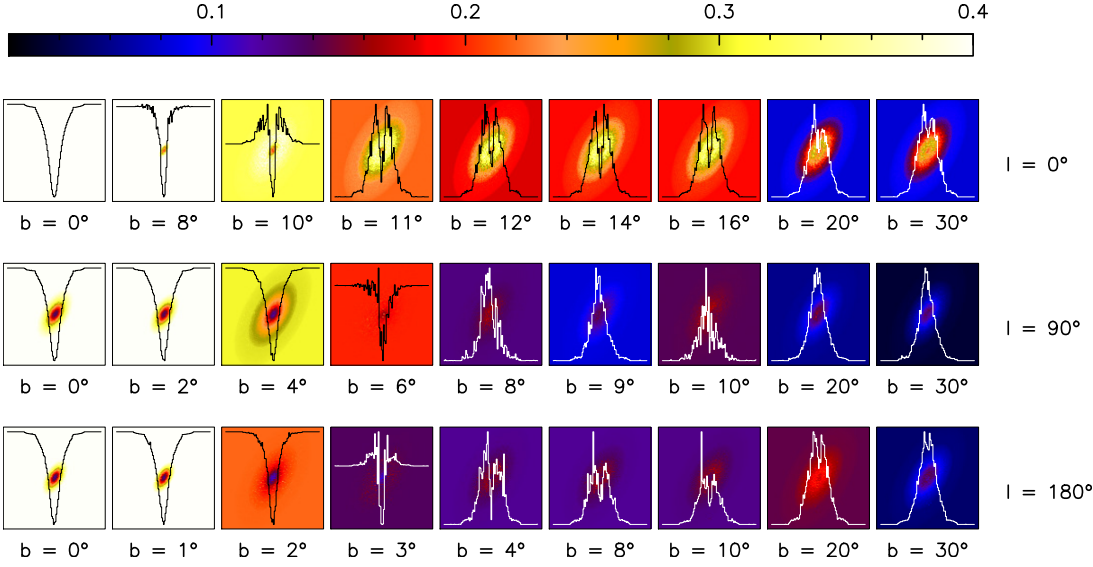 0.1 0.2 0.3 0.4
l = 0°
b = 0° b = 8° b = 10° b = 11° b = 12° b = 14° b = 16° b = 20° b = 30°
l = 90°
b = 0° b = 2° b = 4° b = 6° b = 8° b = 9° b = 10° b = 20° b = 30°
l = 180°
b = 0° b = 1° b = 2° b = 3° b = 4° b = 8° b = 10° b = 20° b = 30°